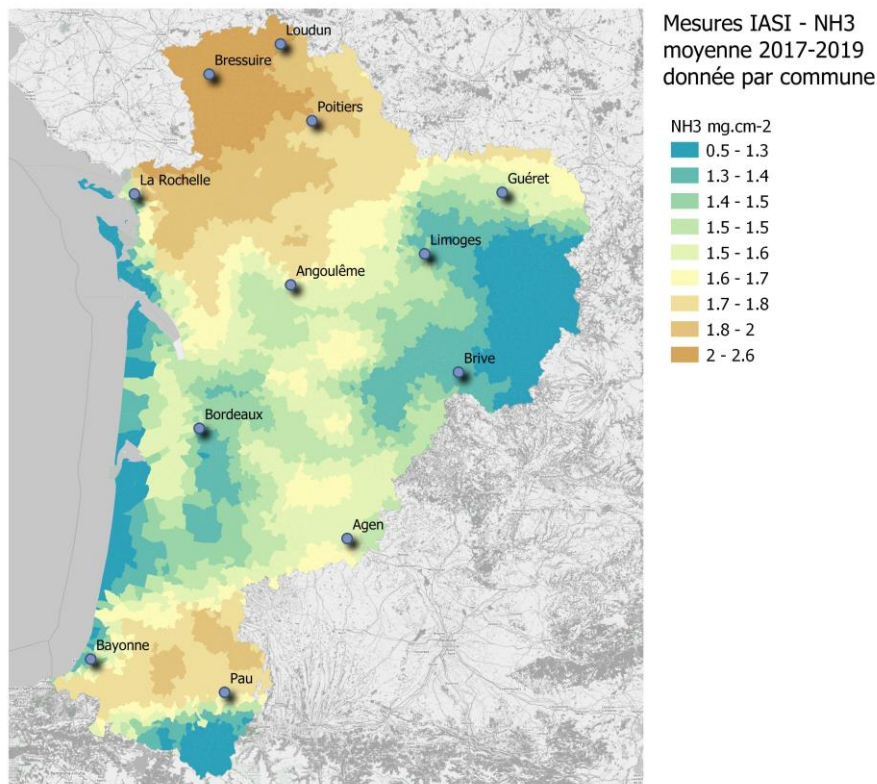 Mesures IASI - NH3
moyenne 2017-2019
donnée par commune
NH3 mg.cm-2
0.5 - 1.3
1.3 - 1.4
1.4 - 1.5
1.5 - 1.5
1.5 - 1.6
1.6 - 1.7
1.7 - 1.8
1.8 - 2
2 - 2.6
Loudun
Bressuire
Poitiers
La Rochelle
Guéret
Limoges
Angoulême
Brive
Bordeaux
Agen
Bayonne
Pau